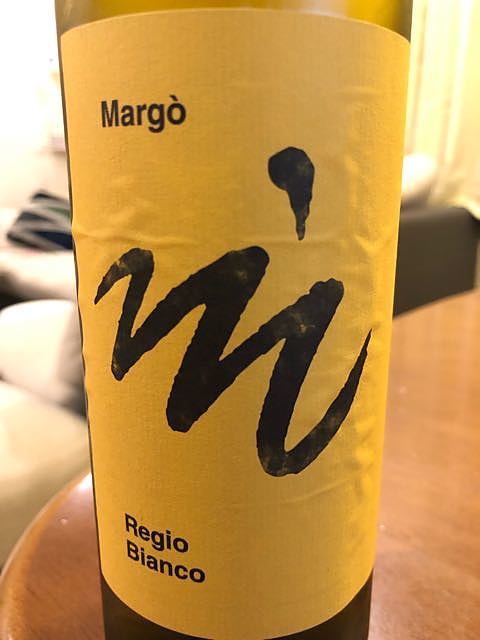 Margò
m̀
Regio
Bianco